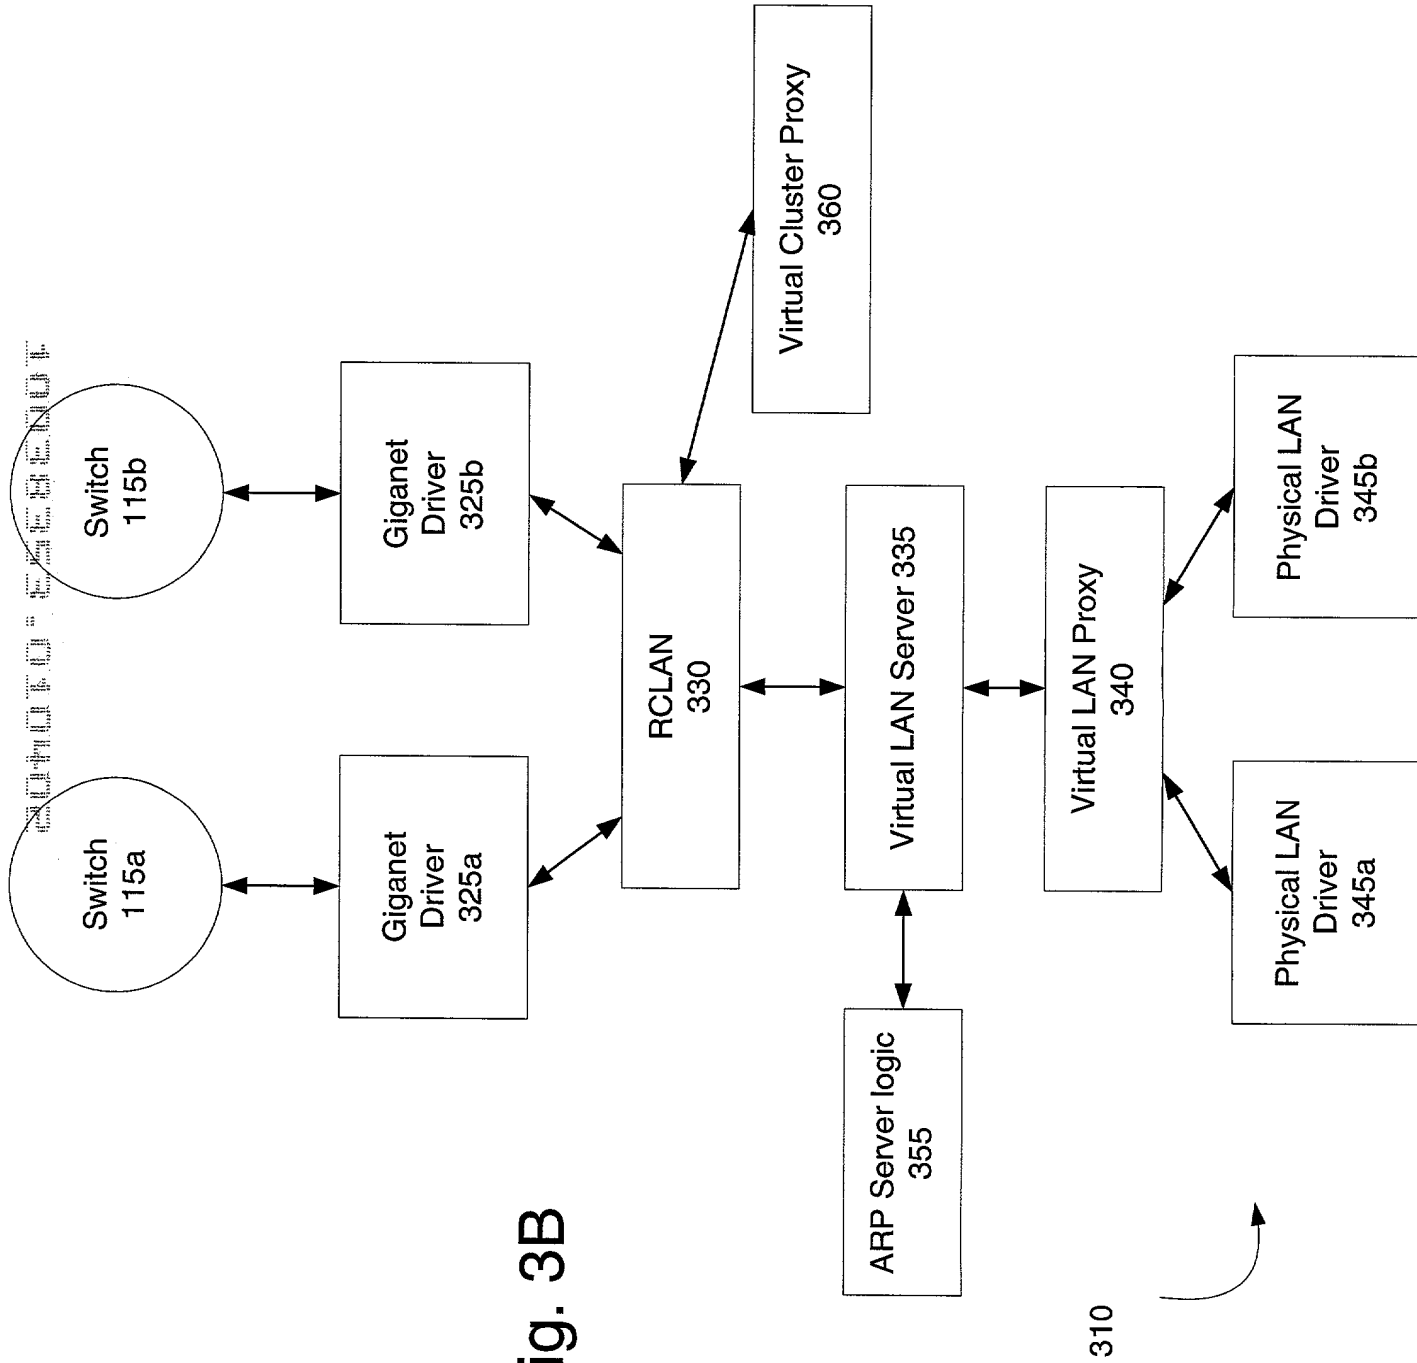 Switch
115a
Switch
115b
Giganet
Driver
325a
Giganet
Driver
325b
RCLAN
330
Virtual Cluster Proxy
360
ARP Server logic
355
Virtual LAN Server 335
Virtual LAN Proxy
340
Physical LAN
Driver
345a
Physical LAN
Driver
345b
310
ig. 3B